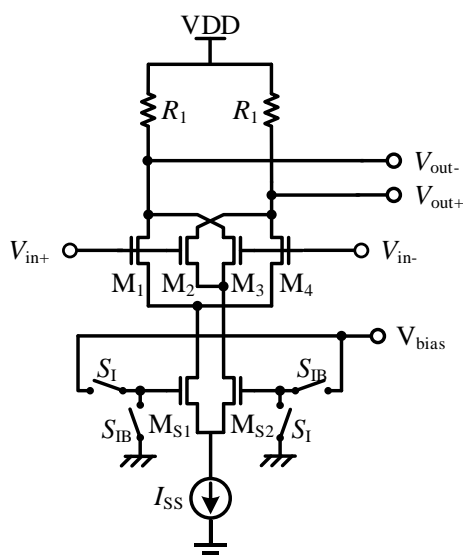 VDD
R1 R1
Vout-
Vout+
Vin+ Vin-
M1 M2 M3 M4
Vbias
SI SIB
SIB MS1 MS2 SI
ISS